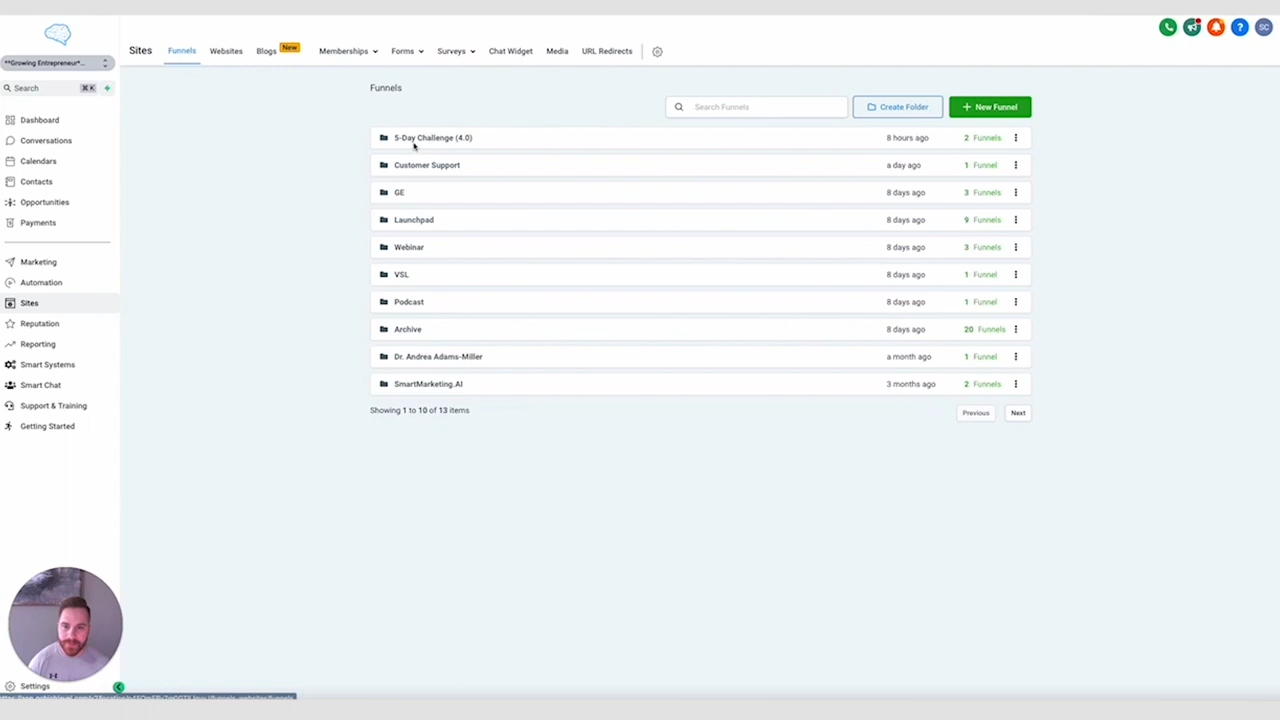 SC
Sites
Funnels
Websites
Blogs
New
Memberships
Forms
Surveys
Chat Widget
Media
URL Redirects
**Growing Entrepreneur*...
Search
⌘ K
Dashboard
Conversations
Calendars
Contacts
Opportunities
Payments
Marketing
Automation
Sites
Reputation
Reporting
Smart Systems
Smart Chat
Support & Training
Getting Started
Settings
Funnels
Search Funnels
Create Folder
+ New Funnel
5-Day Challenge (4.0) 8 hours ago 2 Funnels
Customer Support a day ago 1 Funnel
GE 8 days ago 3 Funnels
Launchpad 8 days ago 9 Funnels
Webinar 8 days ago 3 Funnels
VSL 8 days ago 1 Funnel
Podcast 8 days ago 1 Funnel
Archive 8 days ago 20 Funnels
Dr. Andrea Adams-Miller a month ago 1 Funnel
SmartMarketing.AI 3 months ago 2 Funnels
Showing 1 to 10 of 13 items
Previous
Next